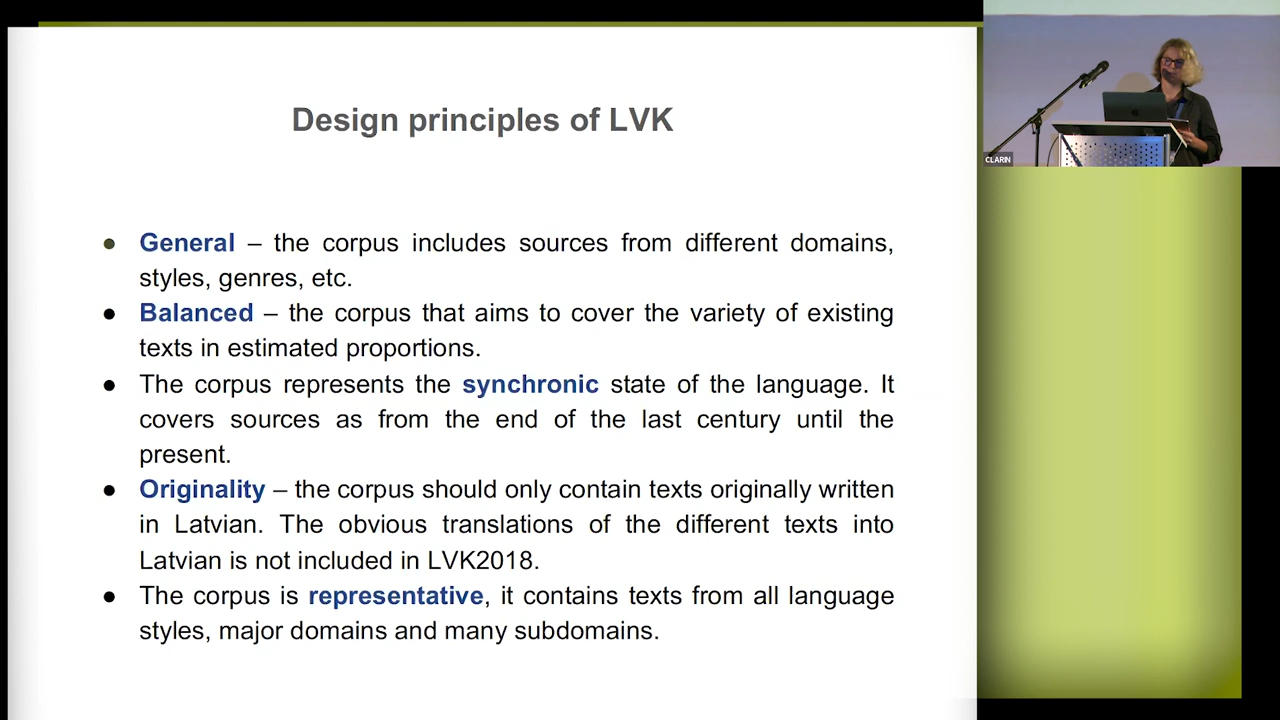 Design principles of LVK
● General – the corpus includes sources from different domains,
styles, genres, etc.
● Balanced – the corpus that aims to cover the variety of existing
texts in estimated proportions.
● The corpus represents the synchronic state of the language. It
covers sources as from the end of the last century until the
present.
● Originality – the corpus should only contain texts originally written
in Latvian. The obvious translations of the different texts into
Latvian is not included in LVK2018.
● The corpus is representative, it contains texts from all language
styles, major domains and many subdomains.
CLARIN